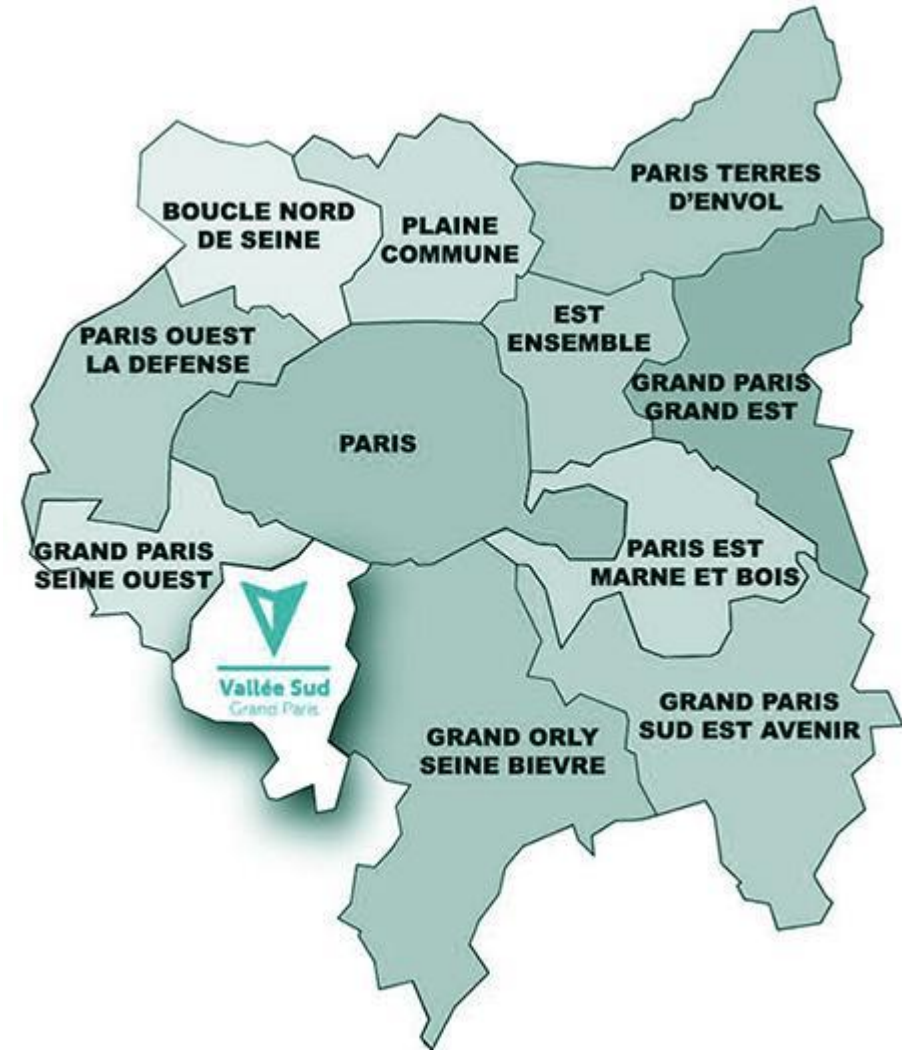 PARIS TERRES
D'ENVOL
BOUCLE NORD
DE SEINE
PLAINE
COMMUNE
PARIS OUEST
LA DEFENSE
EST
ENSEMBLE
GRAND PARIS
GRAND EST
PARIS
GRAND PARIS
SEINE OUEST
PARIS EST
MARNE ET BOIS
Vallée Sud
Grand Paris
GRAND ORLY
SEINE BIEVRE
GRAND PARIS
SUD EST AVENIR